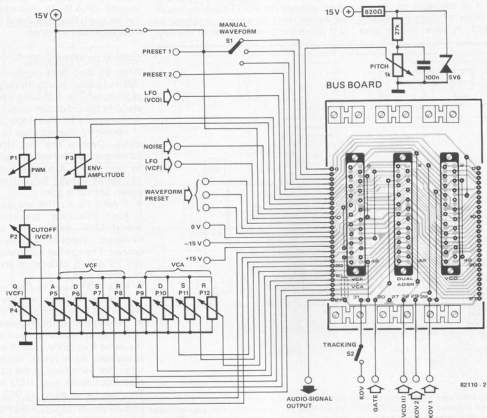 15 V
MANUAL
WAVEFORM
S1
PRESET 1
PRESET 2
LFO
(VCO)
NOISE
LFO
(VCF)
WAVEFORM
PRESET
0 V
−15 V
+15 V
15 V
820Ω
27k
PITCH
1k
100n
5V6
BUS BOARD
P1
PWM
P3
ENV-
AMPLITUDE
P2
CUTOFF
(VCF)
VCF
VCA
Q
(VCF)
P4
A
P5
D
P6
S
P7
R
P8
A
P9
D
P10
S
P11
R
P12
VCF
VCA
DUAL
ADSR
VCO
TRACKING
S2
AUDIO-SIGNAL
OUTPUT
KOV
GATE
VCO (1)
KOV 2
KOV 1
82110 - 2